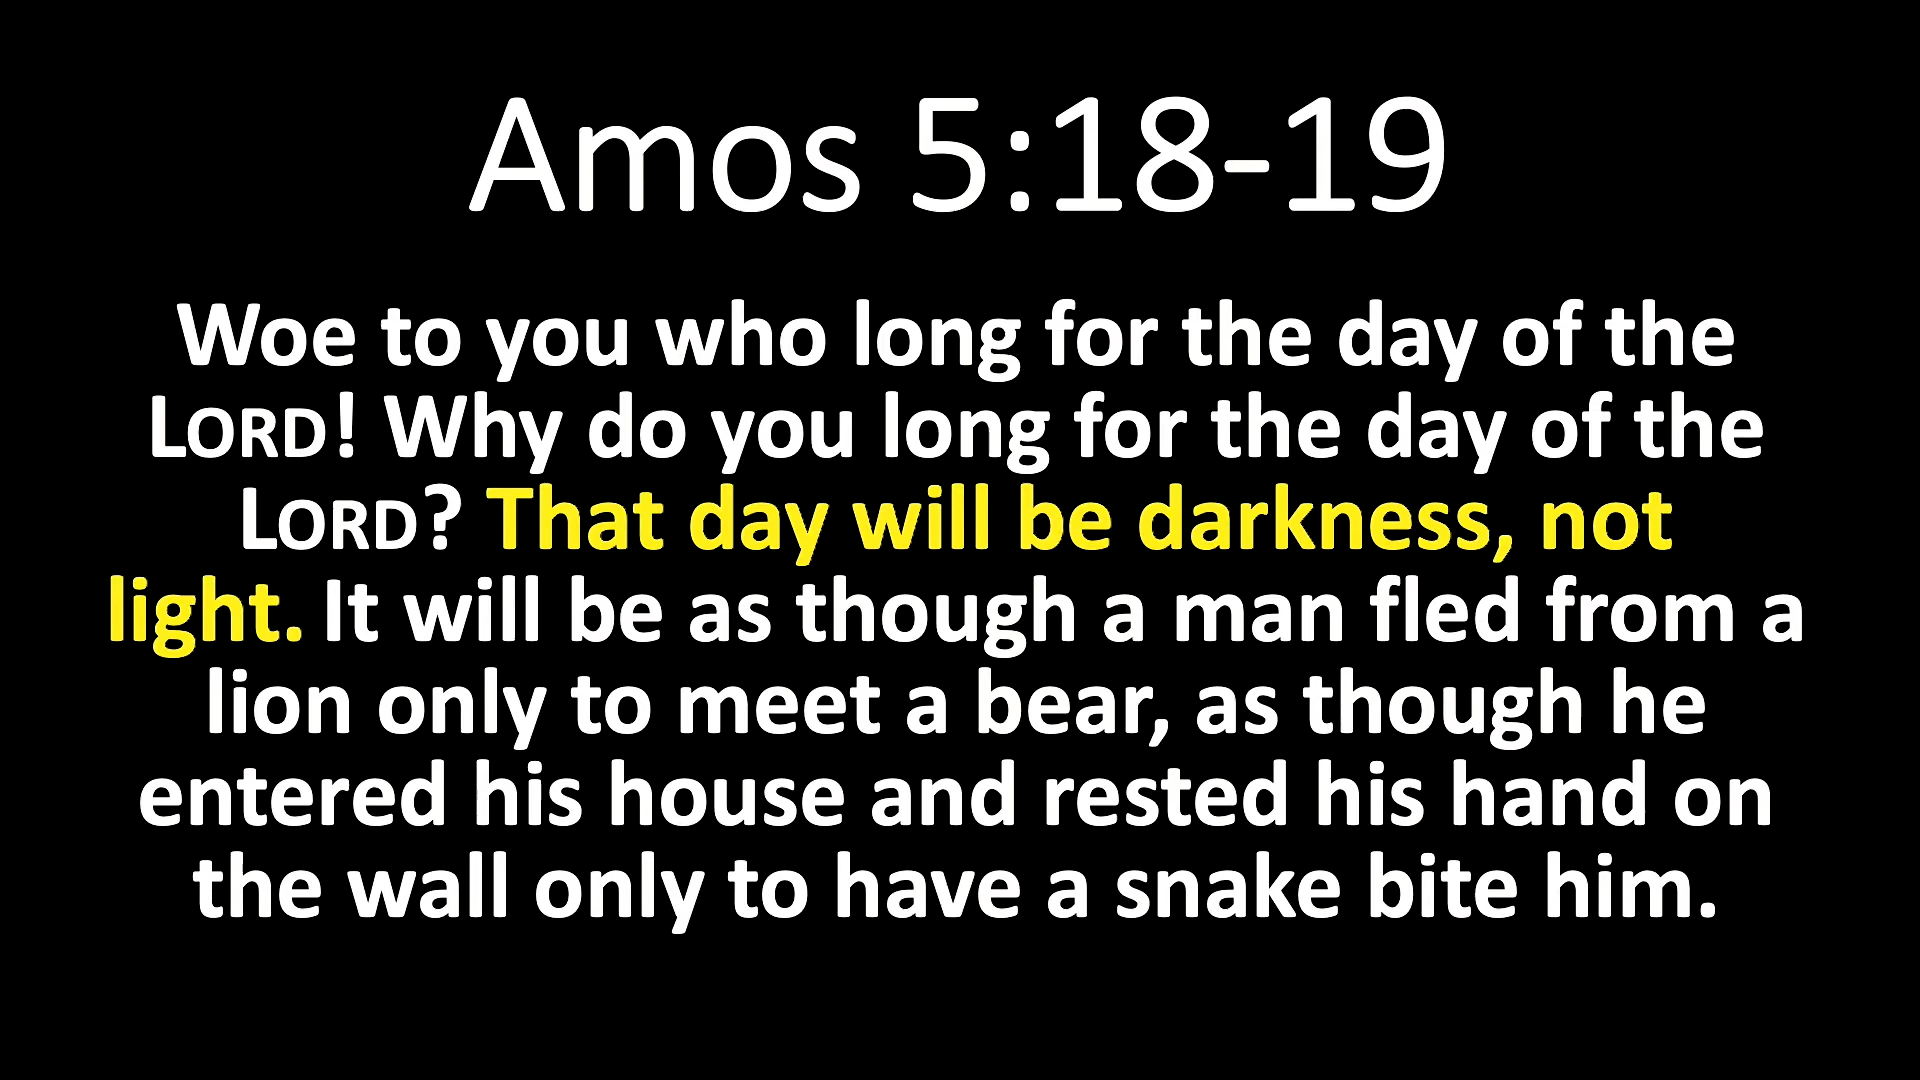 Amos 5:18-19
Woe to you who long for the day of the
LORD! Why do you long for the day of the
LORD? That day will be darkness, not
light. It will be as though a man fled from a
lion only to meet a bear, as though he
entered his house and rested his hand on
the wall only to have a snake bite him.